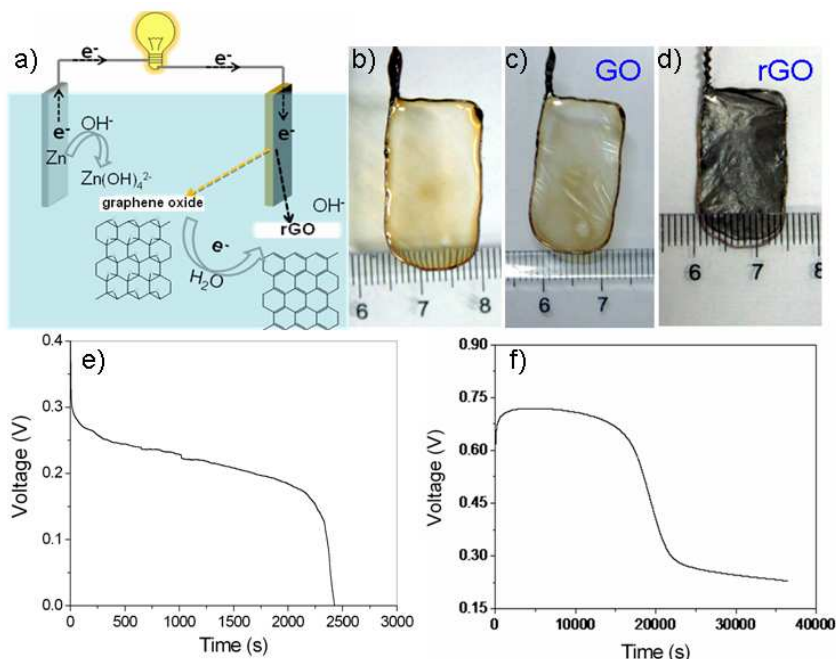 a)
e-
e-
e-
OH-
Zn
Zn(OH)₄²⁻
e-
graphene oxide
OH-
rGO
e-
H₂O
b)
6
7
8
c)
GO
6
7
d)
rGO
6
7
8
e)
Voltage (V)
0.4
0.3
0.2
0.1
0.0
0
500
1000
1500
2000
2500
3000
Time (s)
f)
Voltage (V)
0.90
0.75
0.60
0.45
0.30
0.15
0
10000
20000
30000
40000
Time (s)